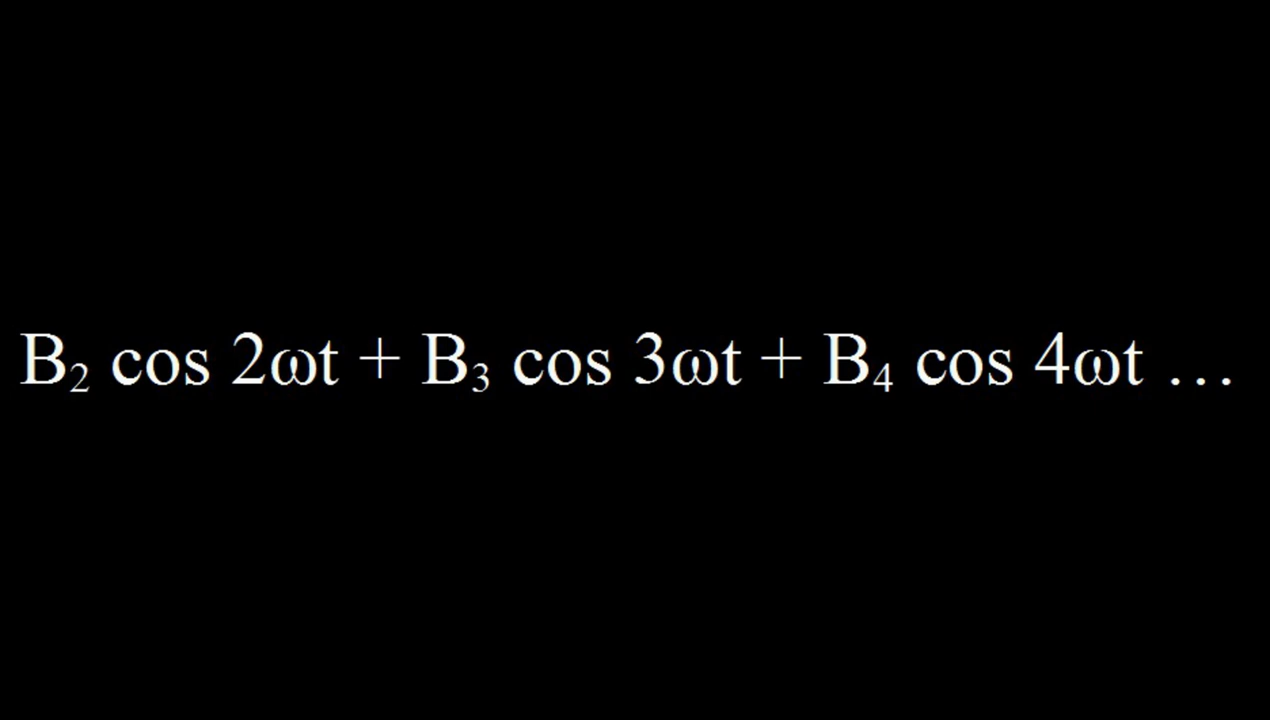 B₂ cos 2ωt + B₃ cos 3ωt + B₄ cos 4ωt …